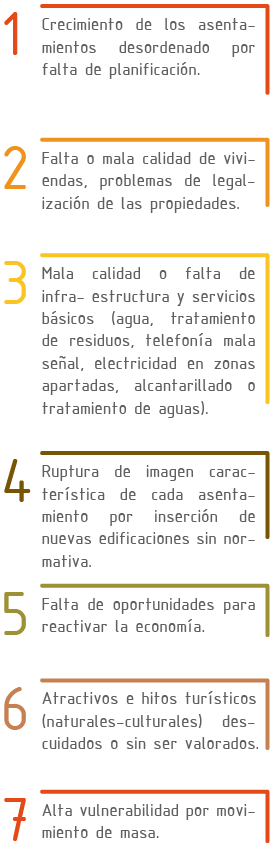 1
Crecimiento de los asenta-
mientos desordenado por
falta de planificación.
2
Falta o mala calidad de vivi-
endas, problemas de legal-
ización de las propiedades.
3
Mala calidad o falta de
infra- estructura y servicios
básicos (agua, tratamiento
de residuos, telefonía mala
señal, electricidad en zonas
apartadas, alcantarillado o
tratamiento de aguas).
4
Ruptura de imagen carac-
terística de cada asenta-
miento por inserción de
nuevas edificaciones sin nor-
mativa.
5
Falta de oportunidades para
reactivar la economía.
6
Atractivos e hitos turísticos
(naturales-culturales) des-
cuidados o sin ser valorados.
7
Alta vulnerabilidad por movi-
miento de masa.